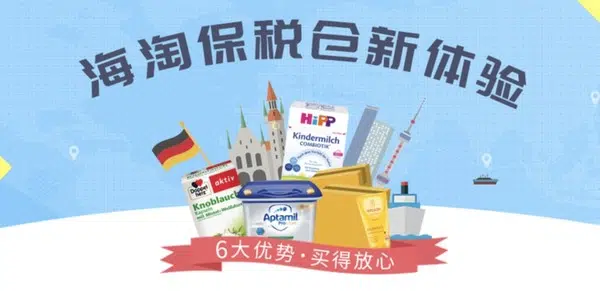 海淘保税仓新体验
HiPP
Kindermilch
COMBIOTIK
Doppel herz
aktiv
Knoblauch
Aptamil
Pro
6大优势·买得放心